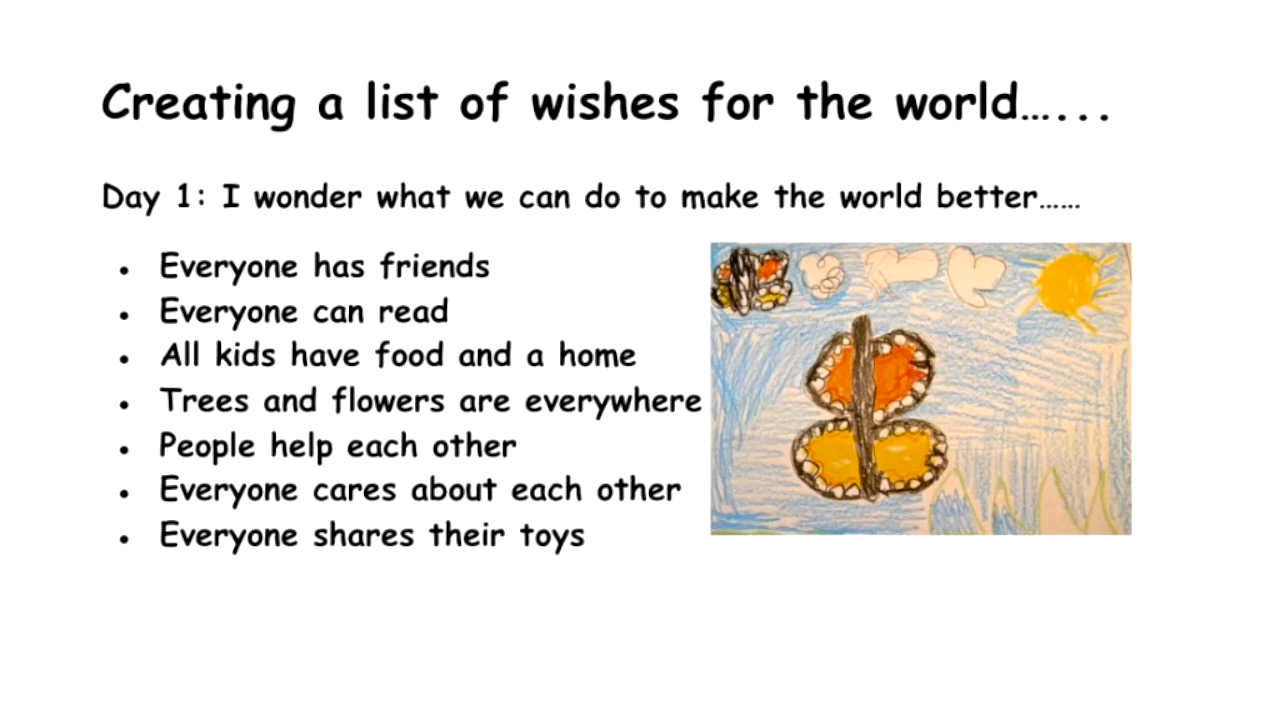 Creating a list of wishes for the world…...
Day 1: I wonder what we can do to make the world better……
• Everyone has friends
• Everyone can read
• All kids have food and a home
• Trees and flowers are everywhere
• People help each other
• Everyone cares about each other
• Everyone shares their toys